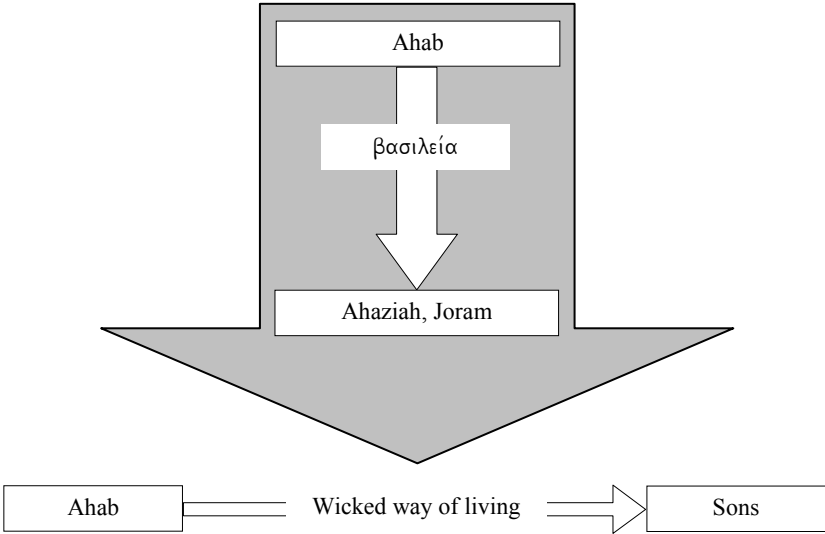 Ahab
βασιλεία
Ahaziah, Joram
Ahab Wicked way of living Sons